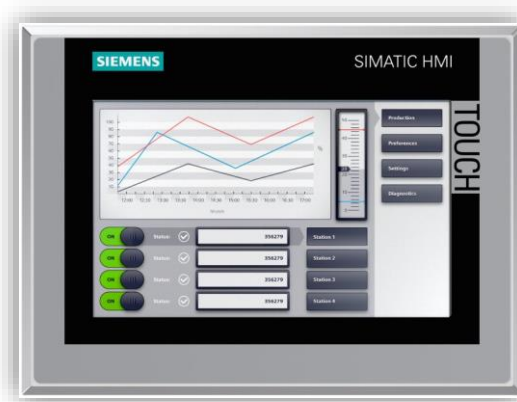 SIEMENS
SIMATIC HMI
TOUCH
Production
Preferences
Settings
Diagnostics
ON Status 356279 Station 1
ON Status 356279 Station 2
ON Status 356279 Station 3
ON Status 356279 Station 4